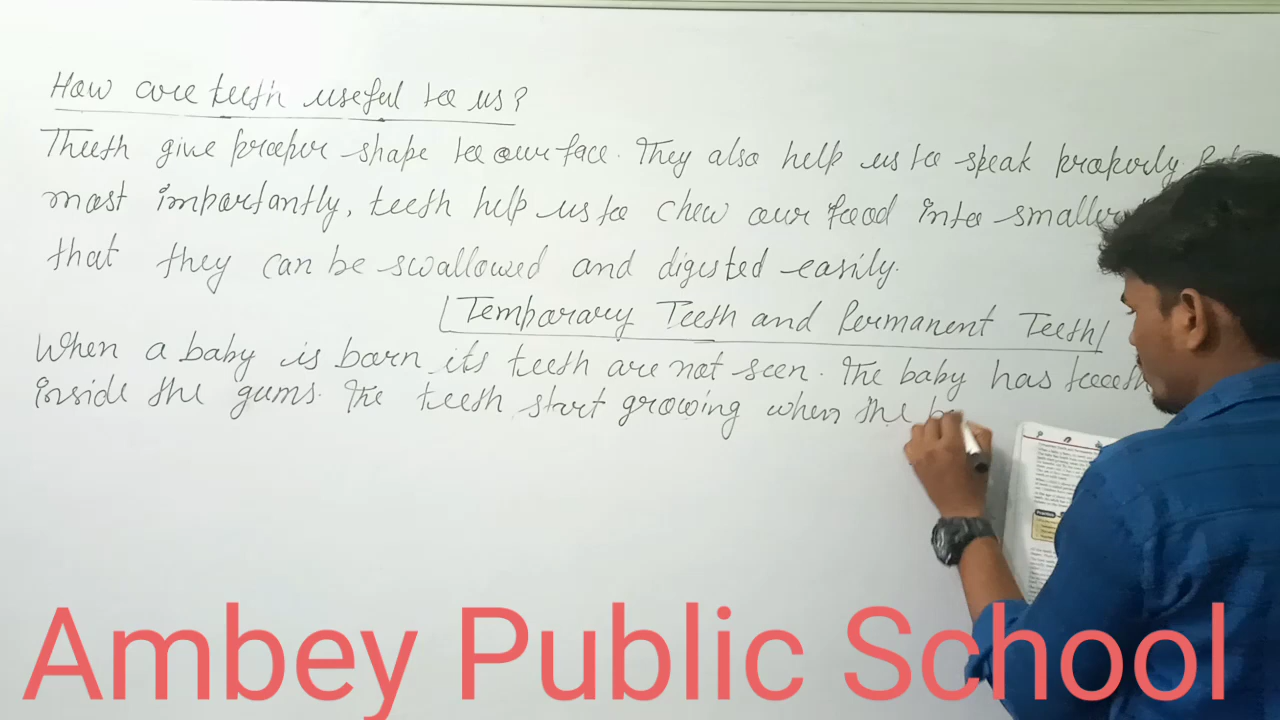 How are teeth useful to us?
Theeth give proper shape to our face. They also help us to speak properly.
most importantly, teeth help us to chew our food into smaller
that they can be swallowed and digested easily.
Temporary Teeth and Permanent Teeth
When a baby is born its teeth are not seen. The baby has teeth
inside the gums. The teeth start growing when the
Ambey Public School